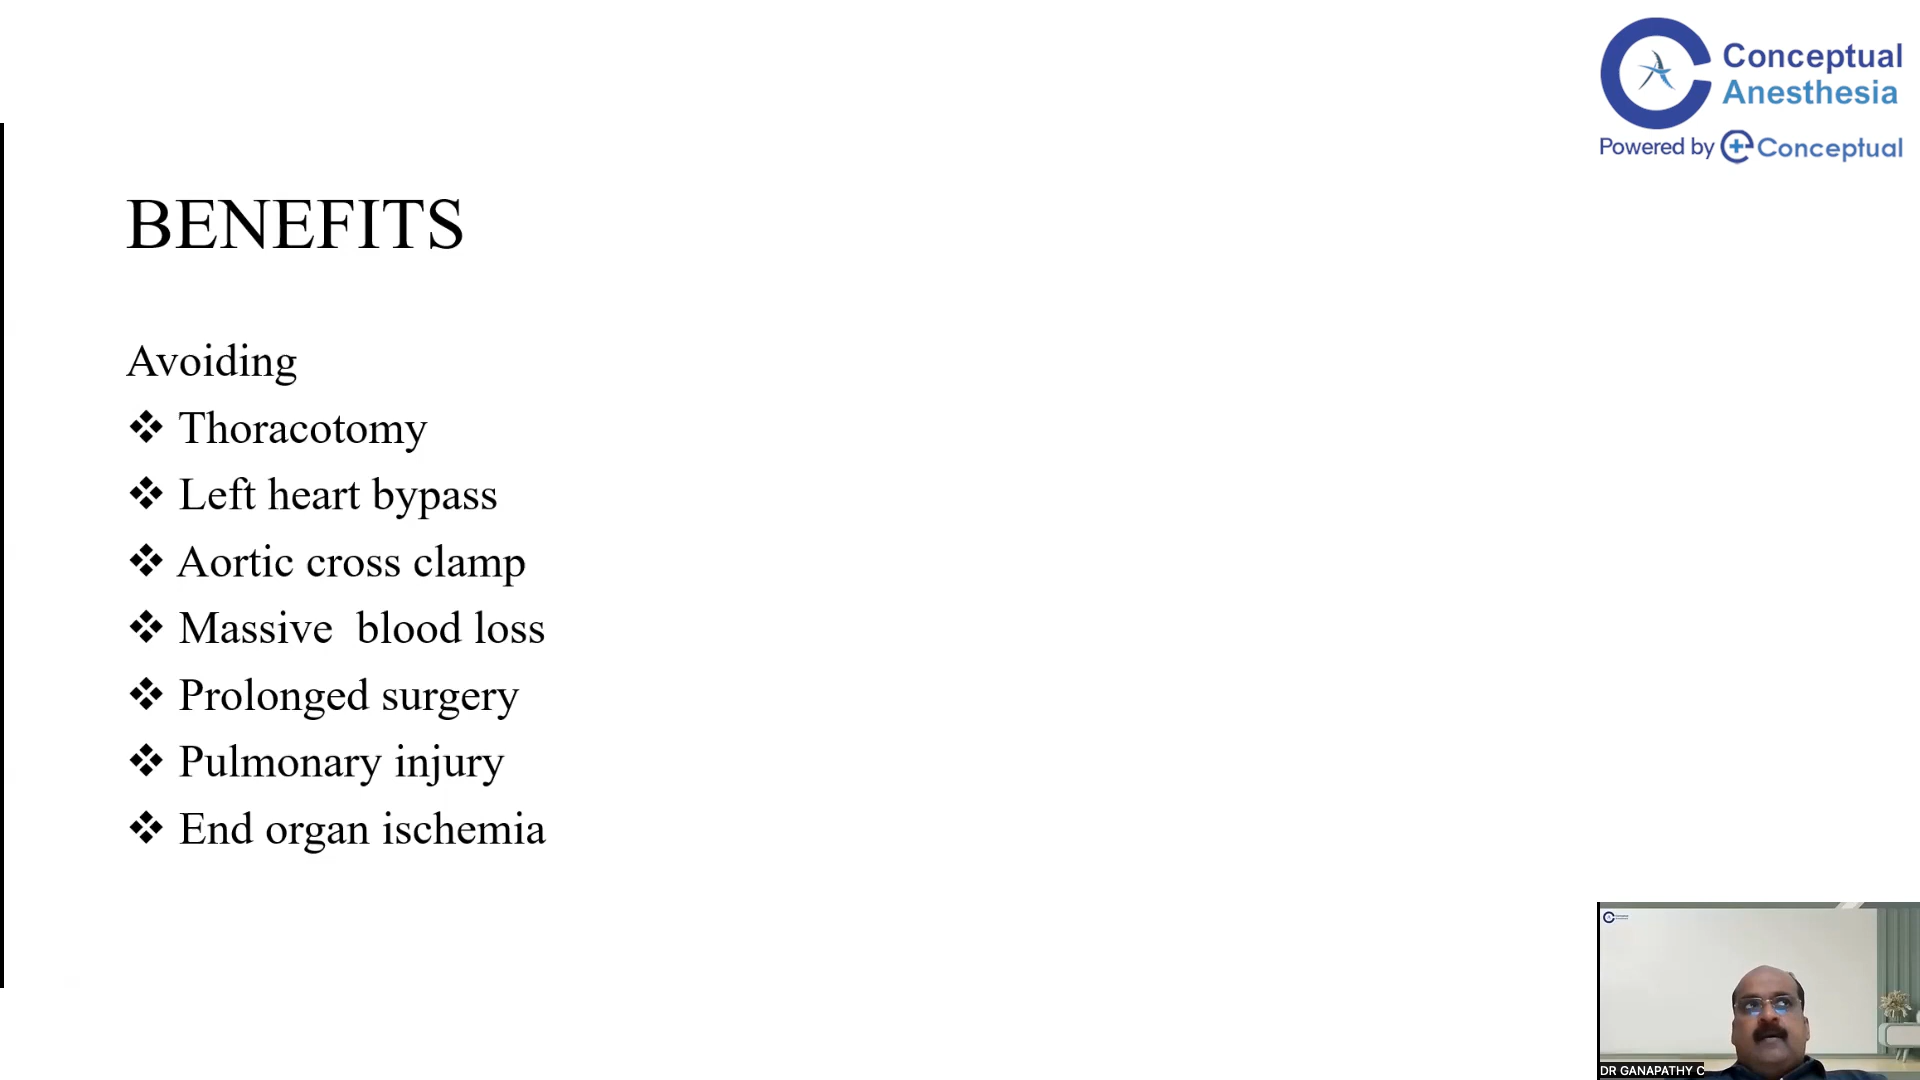 Conceptual
Anesthesia
Powered by Conceptual
BENEFITS
Avoiding
❖ Thoracotomy
❖ Left heart bypass
❖ Aortic cross clamp
❖ Massive  blood loss
❖ Prolonged surgery
❖ Pulmonary injury
❖ End organ ischemia
DR GANAPATHY C